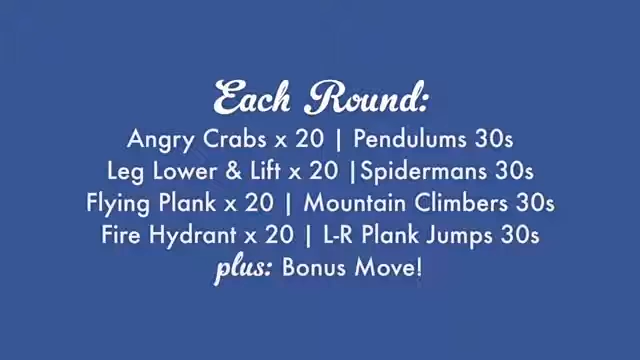 Each Round:
Angry Crabs x 20 | Pendulums 30s
Leg Lower & Lift x 20 |Spidermans 30s
Flying Plank x 20 | Mountain Climbers 30s
Fire Hydrant x 20 | L-R Plank Jumps 30s
plus: Bonus Move!